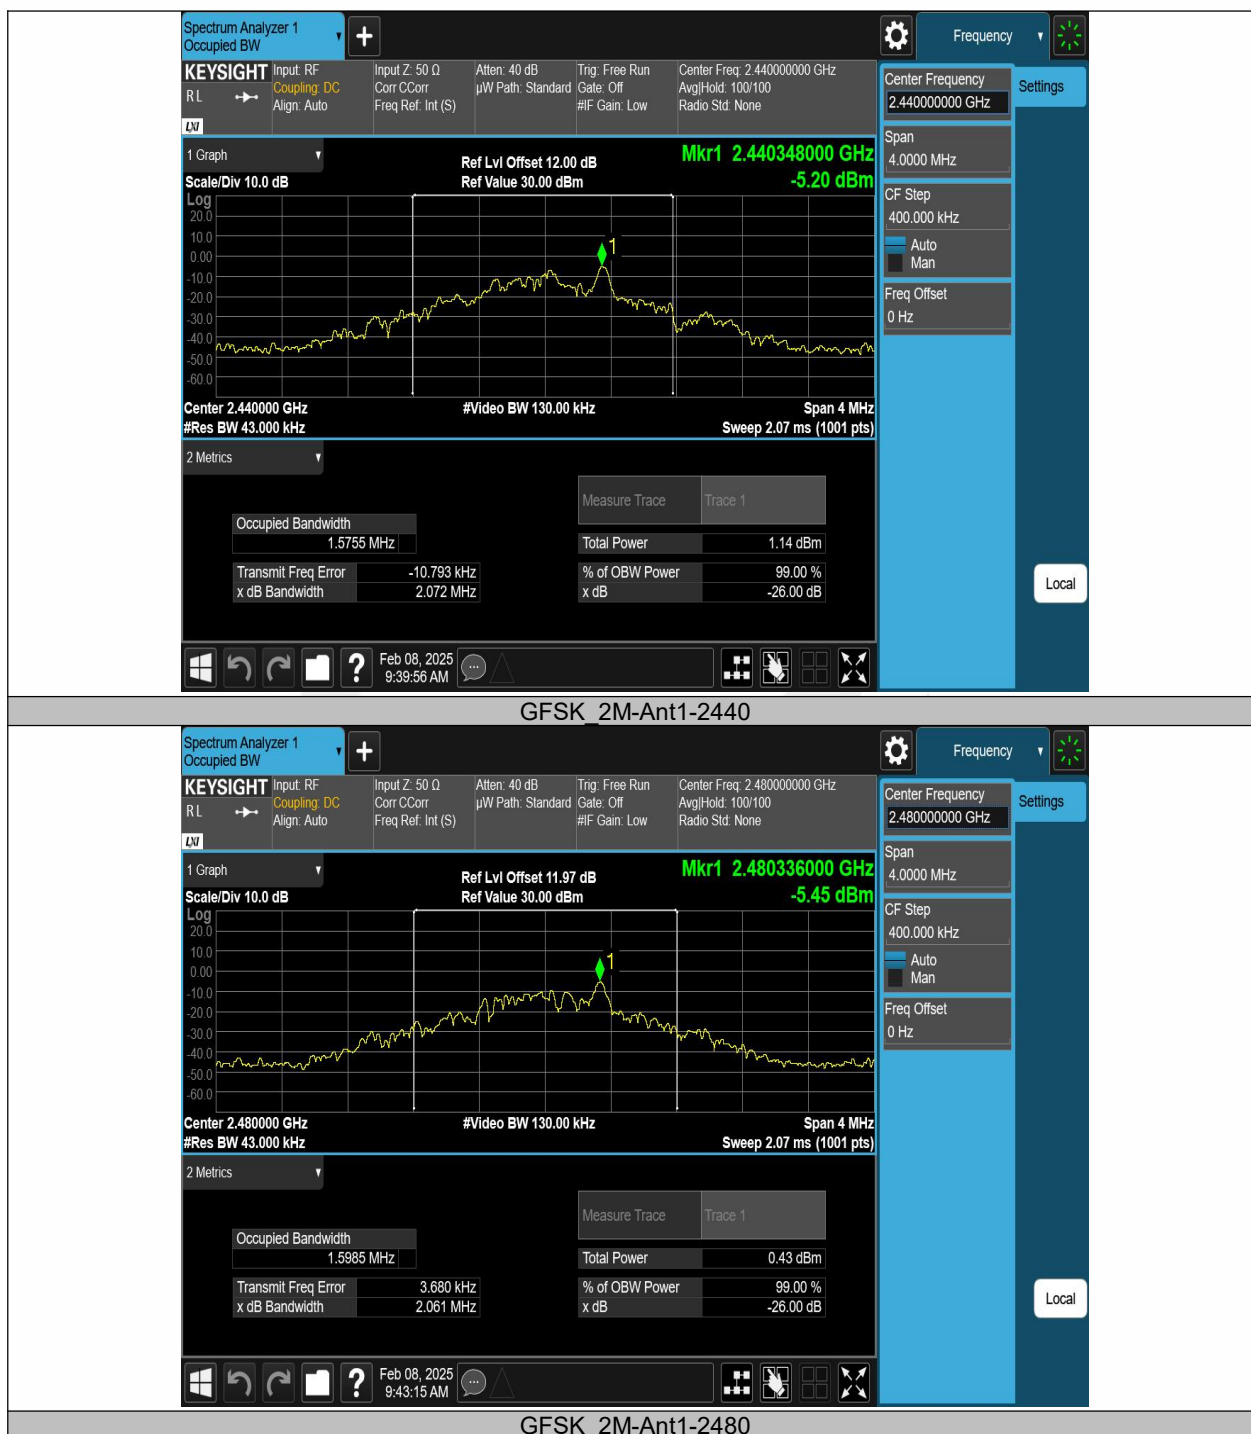 Spectrum Analyzer 1
Occupied BW
+
Frequency
KEYSIGHT
Input: RF
Input Z: 50 Ω
Atten: 40 dB
Trig: Free Run
Center Freq: 2.440000000 GHz
RL
Coupling: DC
Corr CCorr
µW Path: Standard
Gate: Off
Avg|Hold: 100/100
Align: Auto
Freq Ref: Int (S)
#IF Gain: Low
Radio Std: None
LXI
Center Frequency
2.440000000 GHz
Settings
Span
4.0000 MHz
CF Step
400.000 kHz
Auto
Man
Freq Offset
0 Hz
Local
1 Graph
Ref Lvl Offset 12.00 dB
Mkr1 2.440348000 GHz
Scale/Div 10.0 dB
Ref Value 30.00 dBm
-5.20 dBm
Log
20.0
10.0
0.00
-10.0
-20.0
-30.0
-40.0
-50.0
-60.0
1
Center 2.440000 GHz
#Video BW 130.00 kHz
Span 4 MHz
#Res BW 43.000 kHz
Sweep 2.07 ms (1001 pts)
2 Metrics
Measure Trace
Trace 1
Occupied Bandwidth
1.5755 MHz
Total Power
1.14 dBm
Transmit Freq Error
-10.793 kHz
% of OBW Power
99.00 %
x dB Bandwidth
2.072 MHz
x dB
-26.00 dB
?
Feb 08, 2025
9:39:56 AM
GFSK_2M-Ant1-2440
Spectrum Analyzer 1
Occupied BW
+
Frequency
KEYSIGHT
Input: RF
Input Z: 50 Ω
Atten: 40 dB
Trig: Free Run
Center Freq: 2.480000000 GHz
RL
Coupling: DC
Corr CCorr
µW Path: Standard
Gate: Off
Avg|Hold: 100/100
Align: Auto
Freq Ref: Int (S)
#IF Gain: Low
Radio Std: None
LXI
Center Frequency
2.480000000 GHz
Settings
Span
4.0000 MHz
CF Step
400.000 kHz
Auto
Man
Freq Offset
0 Hz
Local
1 Graph
Ref Lvl Offset 11.97 dB
Mkr1 2.480336000 GHz
Scale/Div 10.0 dB
Ref Value 30.00 dBm
-5.45 dBm
Log
20.0
10.0
0.00
-10.0
-20.0
-30.0
-40.0
-50.0
-60.0
1
Center 2.480000 GHz
#Video BW 130.00 kHz
Span 4 MHz
#Res BW 43.000 kHz
Sweep 2.07 ms (1001 pts)
2 Metrics
Measure Trace
Trace 1
Occupied Bandwidth
1.5985 MHz
Total Power
0.43 dBm
Transmit Freq Error
3.680 kHz
% of OBW Power
99.00 %
x dB Bandwidth
2.061 MHz
x dB
-26.00 dB
?
Feb 08, 2025
9:43:15 AM
GFSK_2M-Ant1-2480